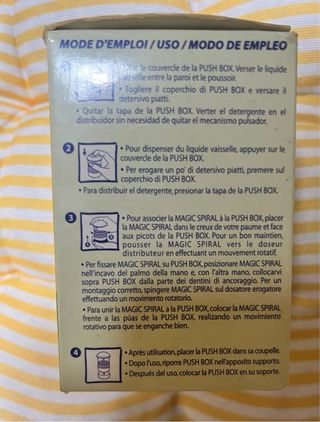 MODE D'EMPLOI / USO / MODO DE EMPLEO
le couvercle de la PUSH BOX. Verser le liquide
entre la paroi et le poussoir.
• Togliere il coperchio di PUSH BOX e versare il
detersivo piatti.
• Quitar la tapa de la PUSH BOX. Verter el detergente en el
distribuidor sin necesidad de quitar el mecanismo pulsador.
2 • Pour dispenser du liquide vaisselle, appuyer sur le
couvercle de la PUSH BOX.
• Per erogare un po' di detersivo piatti, premere sul
coperchio di PUSH BOX.
• Para distribuir el detergente, presionar la tapa de la PUSH BOX.
3 • Pour associer la MAGIC SPIRAL à la PUSH BOX, placer
la MAGIC SPIRAL dans le creux de votre paume et face
aux picots de la PUSH BOX. Pour un bon maintien,
pousser la MAGIC SPIRAL vers le doseur
distributeur en effectuant un mouvement rotatif.
• Per fissare MAGIC SPIRAL su PUSH BOX, posizionare MAGIC SPIRAL
nell'incavo del palmo della mano e, con l'altra mano, collocarvi
sopra PUSH BOX dalla parte dei dentini di ancoraggio. Per un
montaggio corretto, spingere MAGIC SPIRAL sul dosatore erogatore
effettuando un movimento rotatorio.
• Para unir la MAGIC SPIRAL a la PUSH BOX, colocar la MAGIC SPIRAL
frente a las púas de la PUSH BOX, realizando un movimiento
rotativo para que se enganche bien.
4 • Après utilisation, placer la PUSH BOX dans sa coupelle.
• Dopo l'uso, riporre PUSH BOX nell'apposito supporto.
• Después del uso, colocar la PUSH BOX en su soporte.